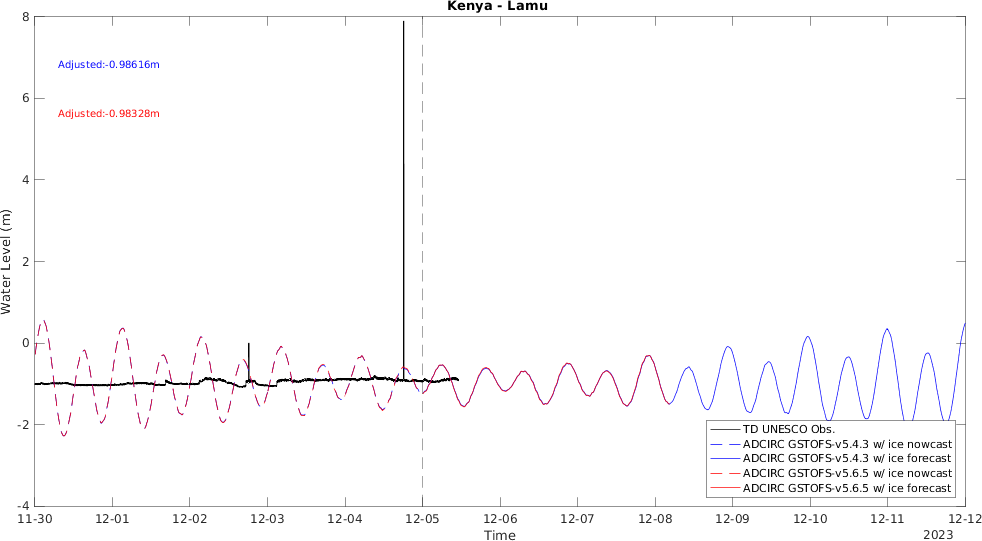 Kenya - Lamu
8
6
4
2
0
-2
-4
Water Level (m)
Adjusted:-0.98616m
Adjusted:-0.98328m
TD UNESCO Obs.
ADCIRC GSTOFS-v5.4.3 w/ ice nowcast
ADCIRC GSTOFS-v5.4.3 w/ ice forecast
ADCIRC GSTOFS-v5.6.5 w/ ice nowcast
ADCIRC GSTOFS-v5.6.5 w/ ice forecast
11-30 12-01 12-02 12-03 12-04 12-05 12-06 12-07 12-08 12-09 12-10 12-11 12-12
Time
2023